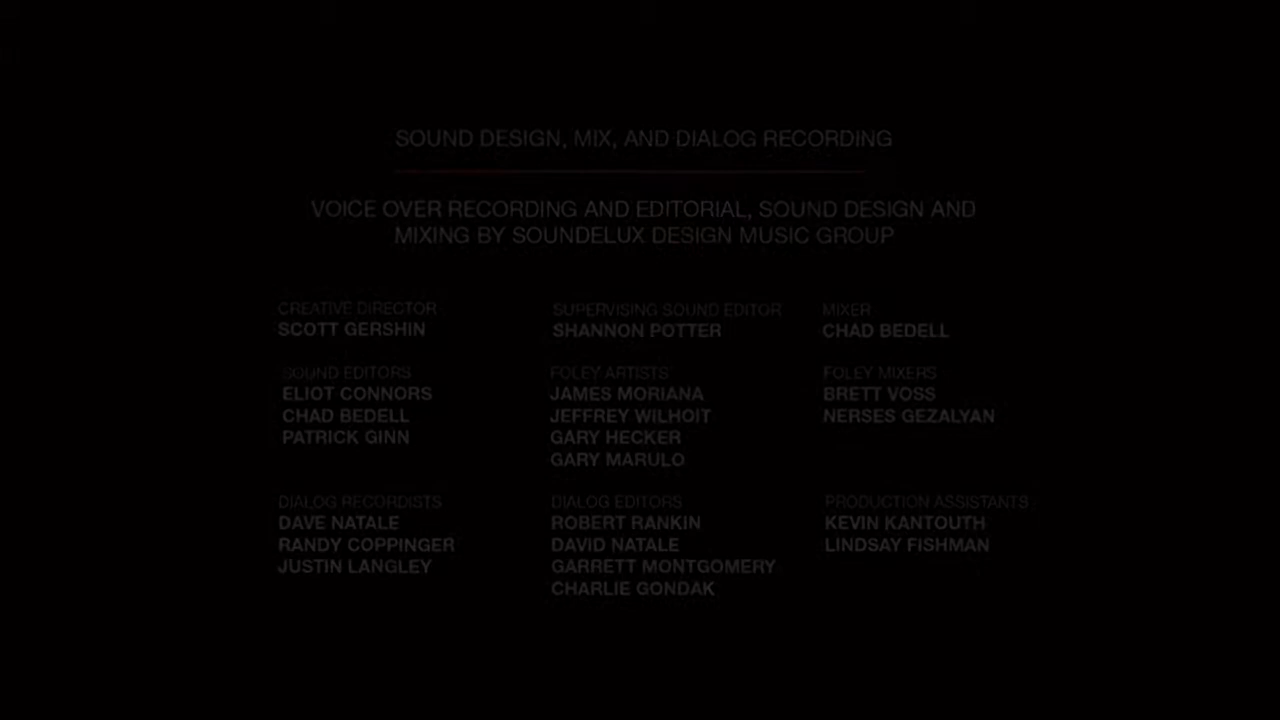 SOUND DESIGN, MIX, AND DIALOG RECORDING
VOICE OVER RECORDING AND EDITORIAL, SOUND DESIGN AND
MIXING BY SOUNDELUX DESIGN MUSIC GROUP
CREATIVE DIRECTOR
SCOTT GERSHIN
SUPERVISING SOUND EDITOR
SHANNON POTTER
MIXER
CHAD BEDELL
SOUND EDITORS
ELIOT CONNORS
CHAD BEDELL
PATRICK GINN
FOLEY ARTISTS
JAMES MORIANA
JEFFREY WILHOIT
GARY HECKER
GARY MARULO
FOLEY MIXERS
BRETT VOSS
NERSES GEZALYAN
DIALOG RECORDISTS
DAVE NATALE
RANDY COPPINGER
JUSTIN LANGLEY
DIALOG EDITORS
ROBERT RANKIN
DAVID NATALE
GARRETT MONTGOMERY
CHARLIE GONDAK
PRODUCTION ASSISTANTS
KEVIN KANTOUTH
LINDSAY FISHMAN